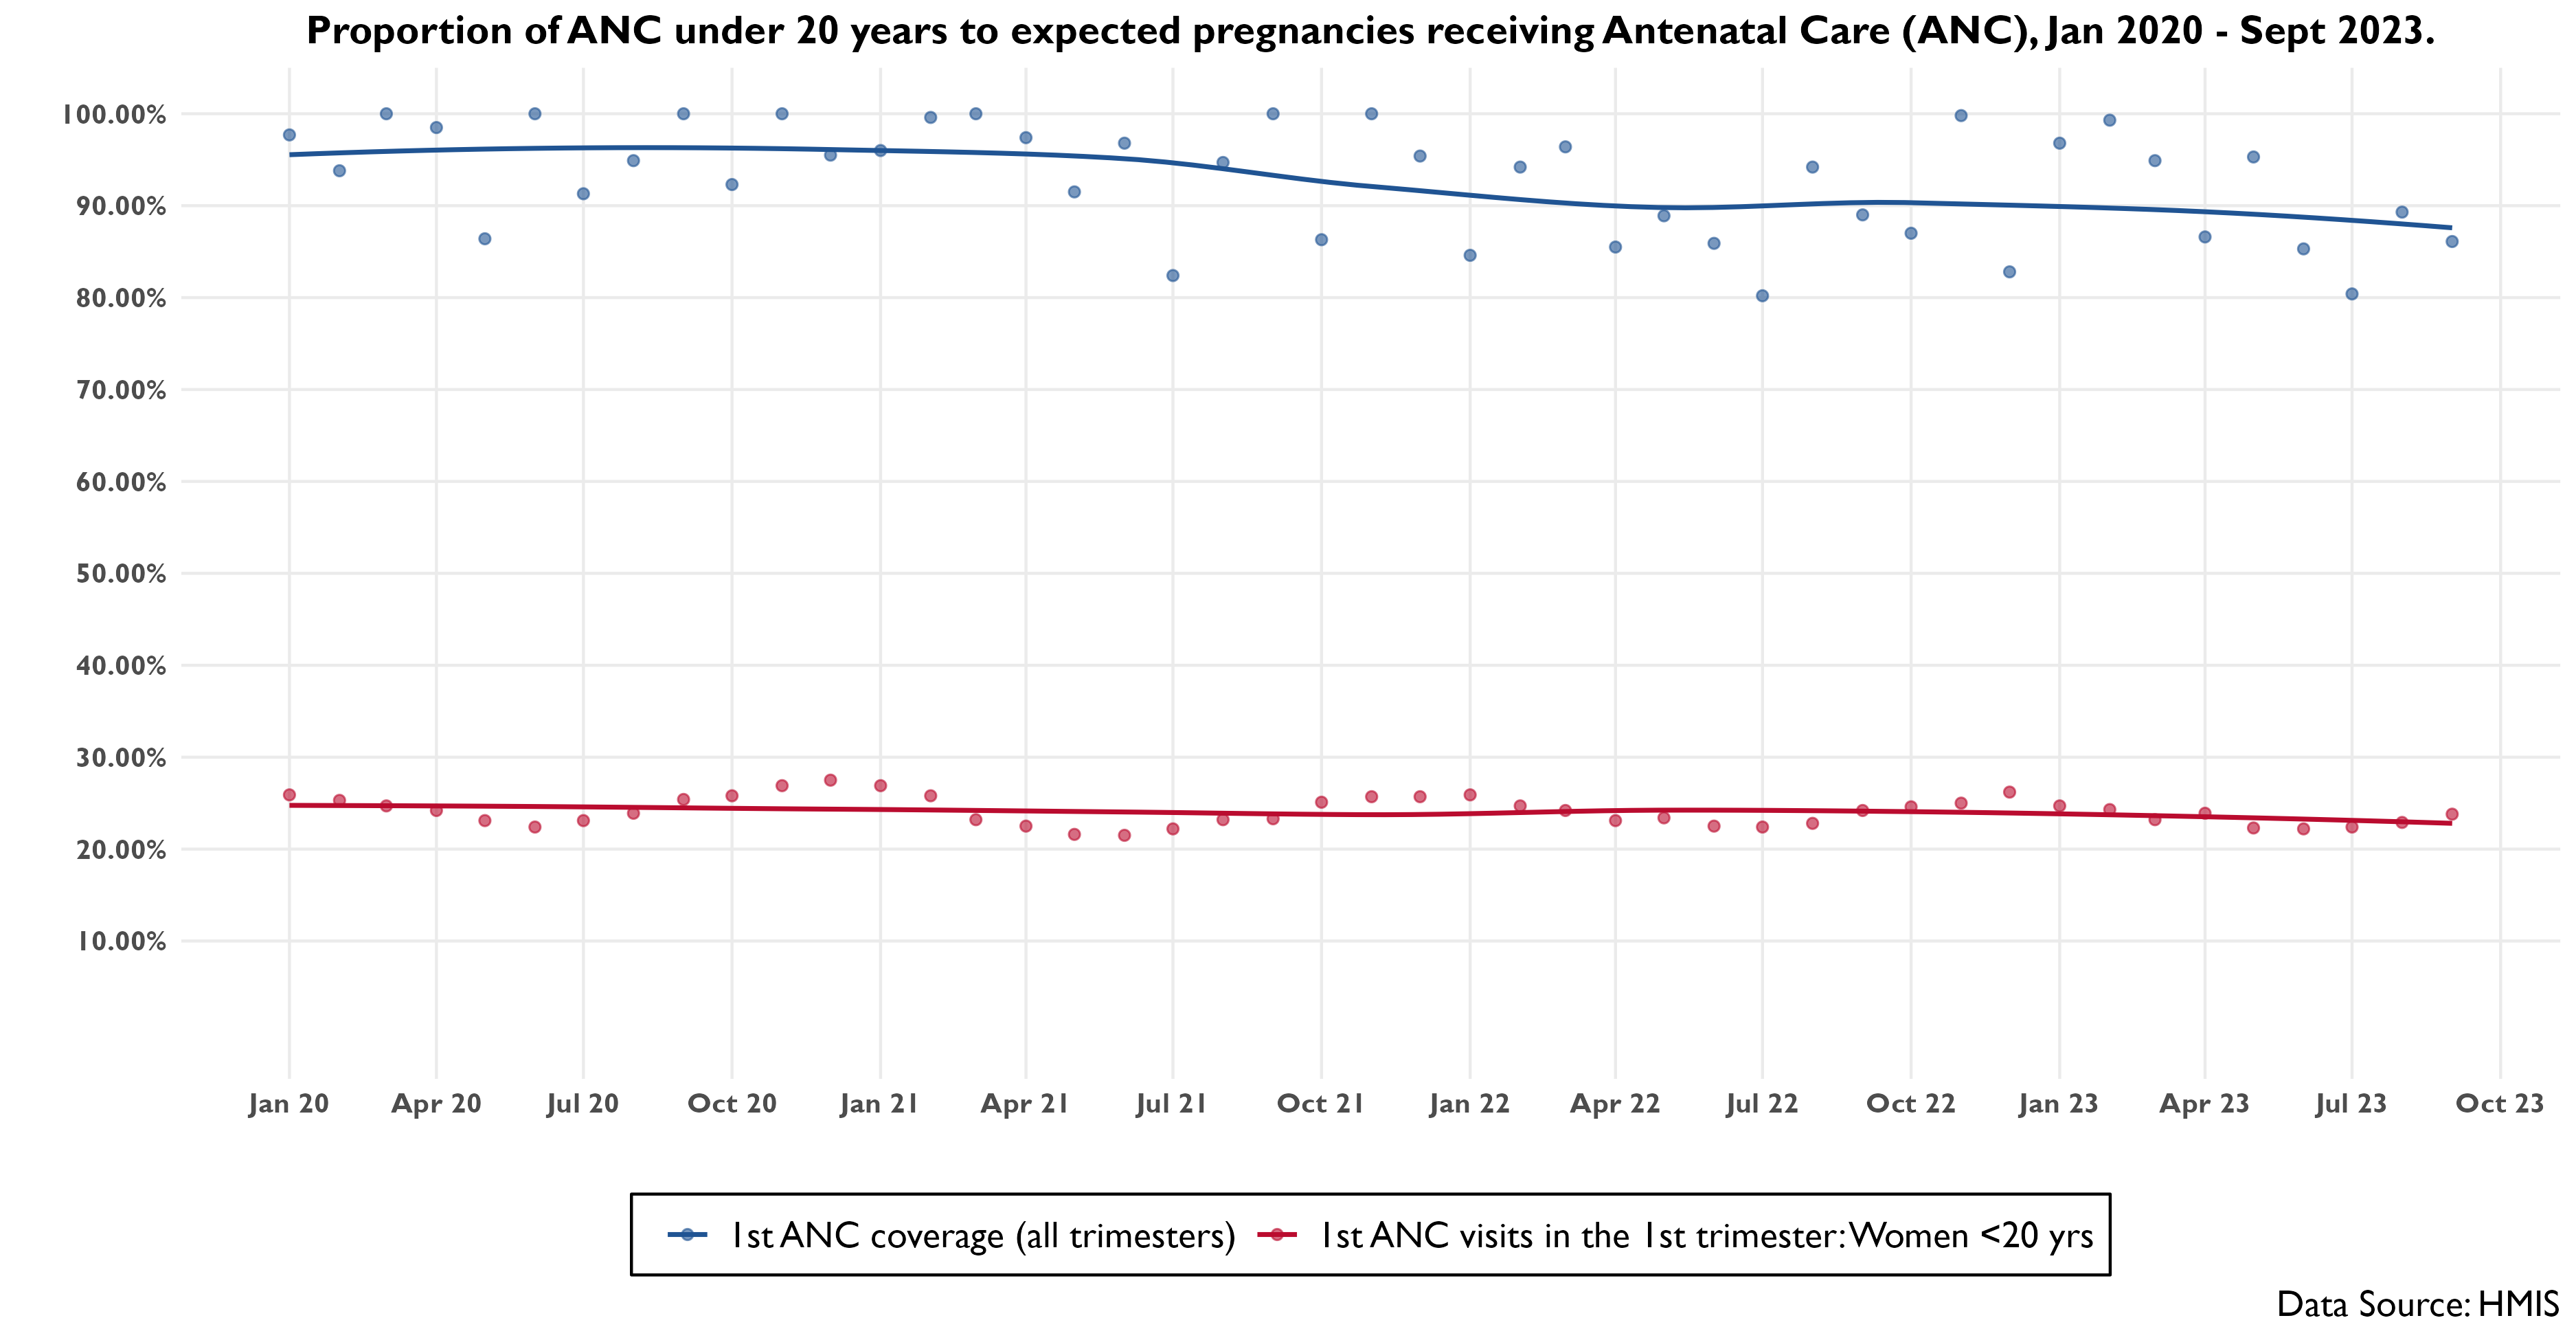 Proportion of ANC under 20 years to expected pregnancies receiving Antenatal Care (ANC), Jan 2020 - Sept 2023.
100.00%
90.00%
80.00%
70.00%
60.00%
50.00%
40.00%
30.00%
20.00%
10.00%
Jan 20 Apr 20 Jul 20 Oct 20 Jan 21 Apr 21 Jul 21 Oct 21 Jan 22 Apr 22 Jul 22 Oct 22 Jan 23 Apr 23 Jul 23 Oct 23
1st ANC coverage (all trimesters) 1st ANC visits in the 1st trimester: Women <20 yrs
Data Source: HMIS